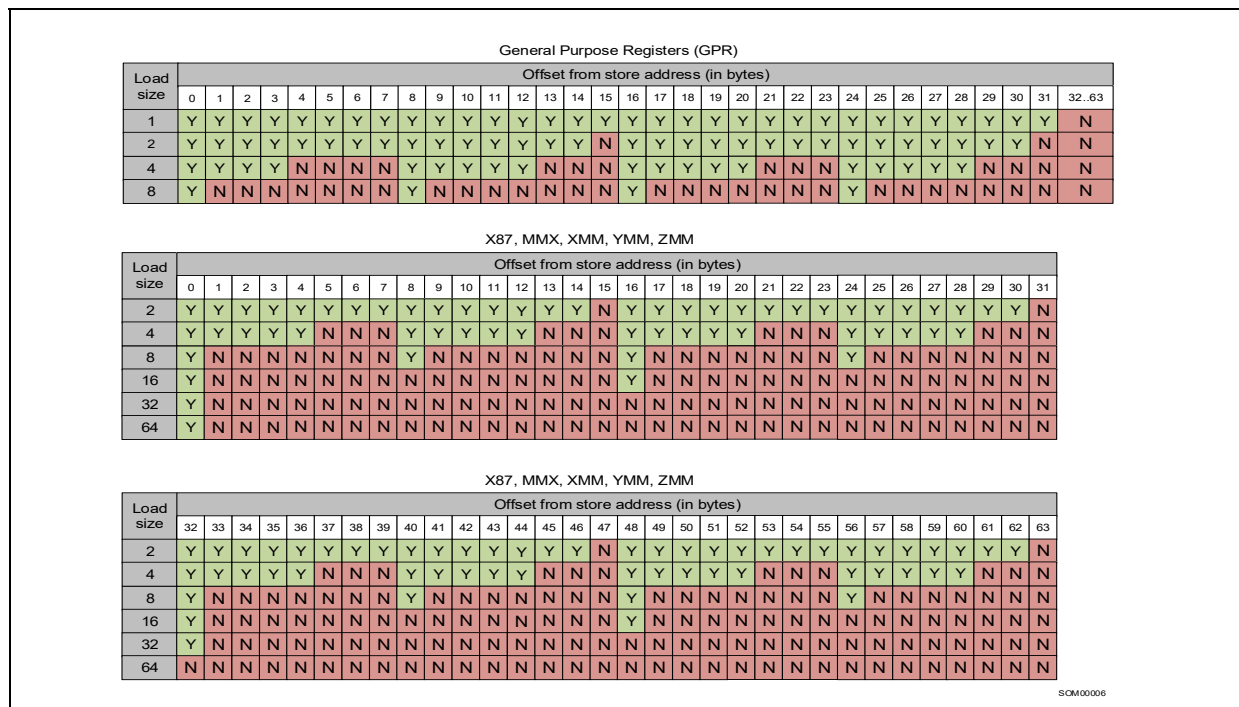 General Purpose Registers (GPR)
Load size Offset from store address (in bytes)
0 1 2 3 4 5 6 7 8 9 10 11 12 13 14 15 16 17 18 19 20 21 22 23 24 25 26 27 28 29 30 31 32..63
1 Y Y Y Y Y Y Y Y Y Y Y Y Y Y Y Y Y Y Y Y Y Y Y Y Y Y Y Y Y Y Y Y N
2 Y Y Y Y Y Y Y Y Y Y Y Y Y Y Y N Y Y Y Y Y Y Y Y Y Y Y Y Y Y Y N N
4 Y Y Y Y N N N N Y Y Y Y Y N N N Y Y Y Y Y N N N Y Y Y Y Y N N N N
8 Y N N N N N N N Y N N N N N N N Y N N N N N N N Y N N N N N N N N
X87, MMX, XMM, YMM, ZMM
Load size Offset from store address (in bytes)
0 1 2 3 4 5 6 7 8 9 10 11 12 13 14 15 16 17 18 19 20 21 22 23 24 25 26 27 28 29 30 31
2 Y Y Y Y Y Y Y Y Y Y Y Y Y Y Y N Y Y Y Y Y Y Y Y Y Y Y Y Y Y Y N
4 Y Y Y Y Y N N N Y Y Y Y Y N N N Y Y Y Y Y N N N Y Y Y Y Y N N N
8 Y N N N N N N N Y N N N N N N N Y N N N N N N N Y N N N N N N N
16 Y N N N N N N N N N N N N N N N Y N N N N N N N N N N N N N N N
32 Y N N N N N N N N N N N N N N N N N N N N N N N N N N N N N N N
64 Y N N N N N N N N N N N N N N N N N N N N N N N N N N N N N N N
X87, MMX, XMM, YMM, ZMM
Load size Offset from store address (in bytes)
32 33 34 35 36 37 38 39 40 41 42 43 44 45 46 47 48 49 50 51 52 53 54 55 56 57 58 59 60 61 62 63
2 Y Y Y Y Y Y Y Y Y Y Y Y Y Y Y N Y Y Y Y Y Y Y Y Y Y Y Y Y Y Y N
4 Y Y Y Y Y N N N Y Y Y Y Y N N N Y Y Y Y Y N N N Y Y Y Y Y N N N
8 Y N N N N N N N Y N N N N N N N Y N N N N N N N Y N N N N N N N
16 Y N N N N N N N N N N N N N N N Y N N N N N N N N N N N N N N N
32 Y N N N N N N N N N N N N N N N N N N N N N N N N N N N N N N N
64 N N N N N N N N N N N N N N N N N N N N N N N N N N N N N N N N
SOM00006